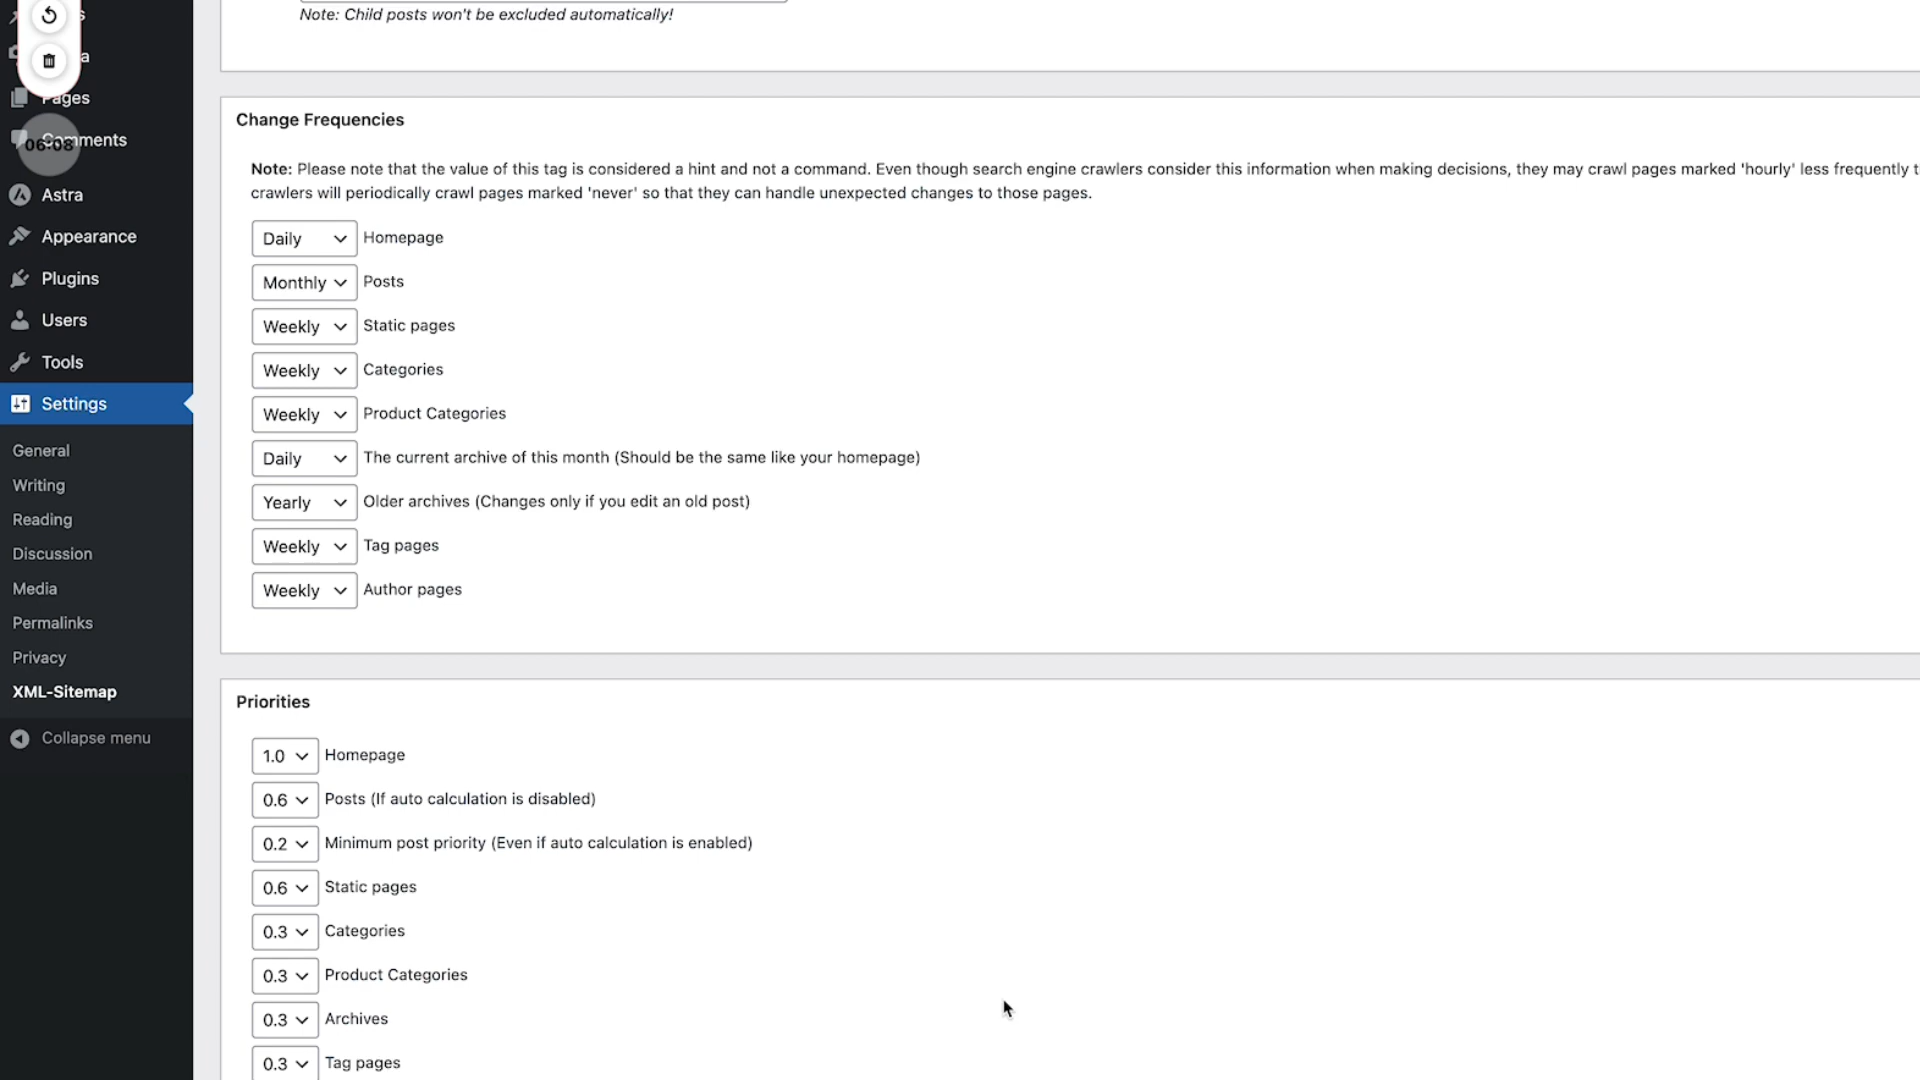 Note: Child posts won't be excluded automatically!
Pages
Comments
06:08
Astra
Appearance
Plugins
Users
Tools
Settings
General
Writing
Reading
Discussion
Media
Permalinks
Privacy
XML-Sitemap
Collapse menu
Change Frequencies
Note: Please note that the value of this tag is considered a hint and not a command. Even though search engine crawlers consider this information when making decisions, they may crawl pages marked 'hourly' less frequently
crawlers will periodically crawl pages marked 'never' so that they can handle unexpected changes to those pages.
Daily Homepage
Monthly Posts
Weekly Static pages
Weekly Categories
Weekly Product Categories
Daily The current archive of this month (Should be the same like your homepage)
Yearly Older archives (Changes only if you edit an old post)
Weekly Tag pages
Weekly Author pages
Priorities
1.0 Homepage
0.6 Posts (If auto calculation is disabled)
0.2 Minimum post priority (Even if auto calculation is enabled)
0.6 Static pages
0.3 Categories
0.3 Product Categories
0.3 Archives
0.3 Tag pages